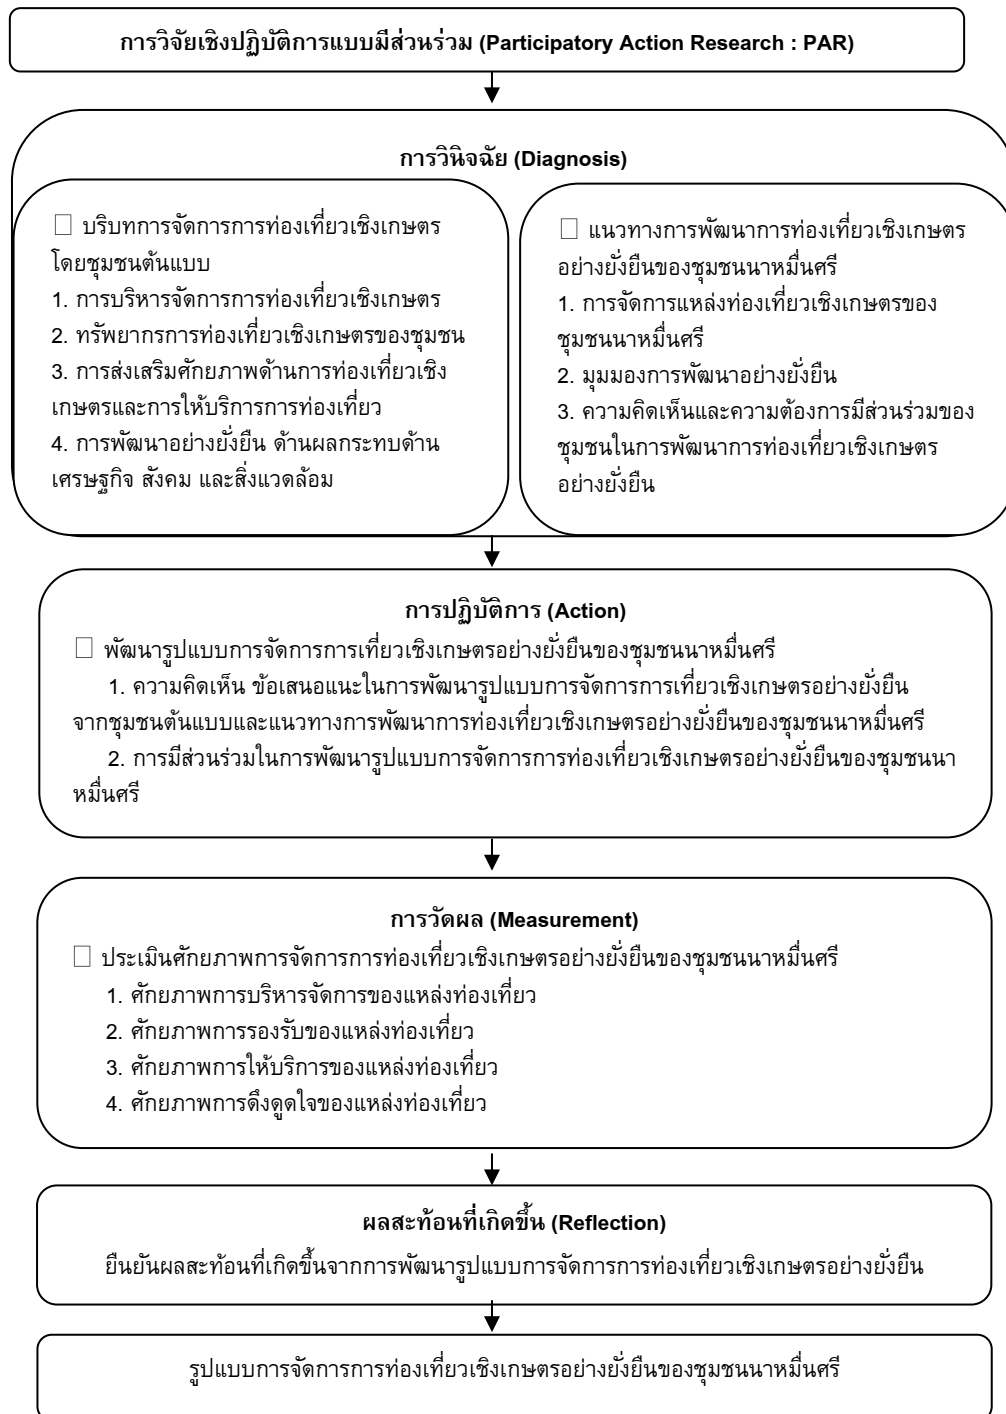 การวิจัยเชิงปฏิบัติการแบบมีส่วนร่วม (Participatory Action Research : PAR)
การวินิจฉัย (Diagnosis)
□ บริบทการจัดการการท่องเที่ยวเชิงเกษตร
โดยชุมชนต้นแบบ
1. การบริหารจัดการการท่องเที่ยวเชิงเกษตร
2. ทรัพยากรการท่องเที่ยวเชิงเกษตรของชุมชน
3. การส่งเสริมศักยภาพด้านการท่องเที่ยวเชิง
เกษตรและการให้บริการการท่องเที่ยว
4. การพัฒนาอย่างยั่งยืน ด้านผลกระทบด้าน
เศรษฐกิจ สังคม และสิ่งแวดล้อม
□ แนวทางการพัฒนาการท่องเที่ยวเชิงเกษตร
อย่างยั่งยืนของชุมชนนาหมื่นศรี
1. การจัดการแหล่งท่องเที่ยวเชิงเกษตรของ
ชุมชนนาหมื่นศรี
2. มุมมองการพัฒนาอย่างยั่งยืน
3. ความคิดเห็นและความต้องการมีส่วนร่วมของ
ชุมชนในการพัฒนาการท่องเที่ยวเชิงเกษตร
อย่างยั่งยืน
การปฏิบัติการ (Action)
□ พัฒนารูปแบบการจัดการการเที่ยวเชิงเกษตรอย่างยั่งยืนของชุมชนนาหมื่นศรี
1. ความคิดเห็น ข้อเสนอแนะในการพัฒนารูปแบบการจัดการการเที่ยวเชิงเกษตรอย่างยั่งยืน
จากชุมชนต้นแบบและแนวทางการพัฒนาการท่องเที่ยวเชิงเกษตรอย่างยั่งยืนของชุมชนนาหมื่นศรี
2. การมีส่วนร่วมในการพัฒนารูปแบบการจัดการการท่องเที่ยวเชิงเกษตรอย่างยั่งยืนของชุมชนนา
หมื่นศรี
การวัดผล (Measurement)
□ ประเมินศักยภาพการจัดการการท่องเที่ยวเชิงเกษตรอย่างยั่งยืนของชุมชนนาหมื่นศรี
1. ศักยภาพการบริหารจัดการของแหล่งท่องเที่ยว
2. ศักยภาพการรองรับของแหล่งท่องเที่ยว
3. ศักยภาพการให้บริการของแหล่งท่องเที่ยว
4. ศักยภาพการดึงดูดใจของแหล่งท่องเที่ยว
ผลสะท้อนที่เกิดขึ้น (Reflection)
ยืนยันผลสะท้อนที่เกิดขึ้นจากการพัฒนารูปแบบการจัดการการท่องเที่ยวเชิงเกษตรอย่างยั่งยืน
รูปแบบการจัดการการท่องเที่ยวเชิงเกษตรอย่างยั่งยืนของชุมชนนาหมื่นศรี